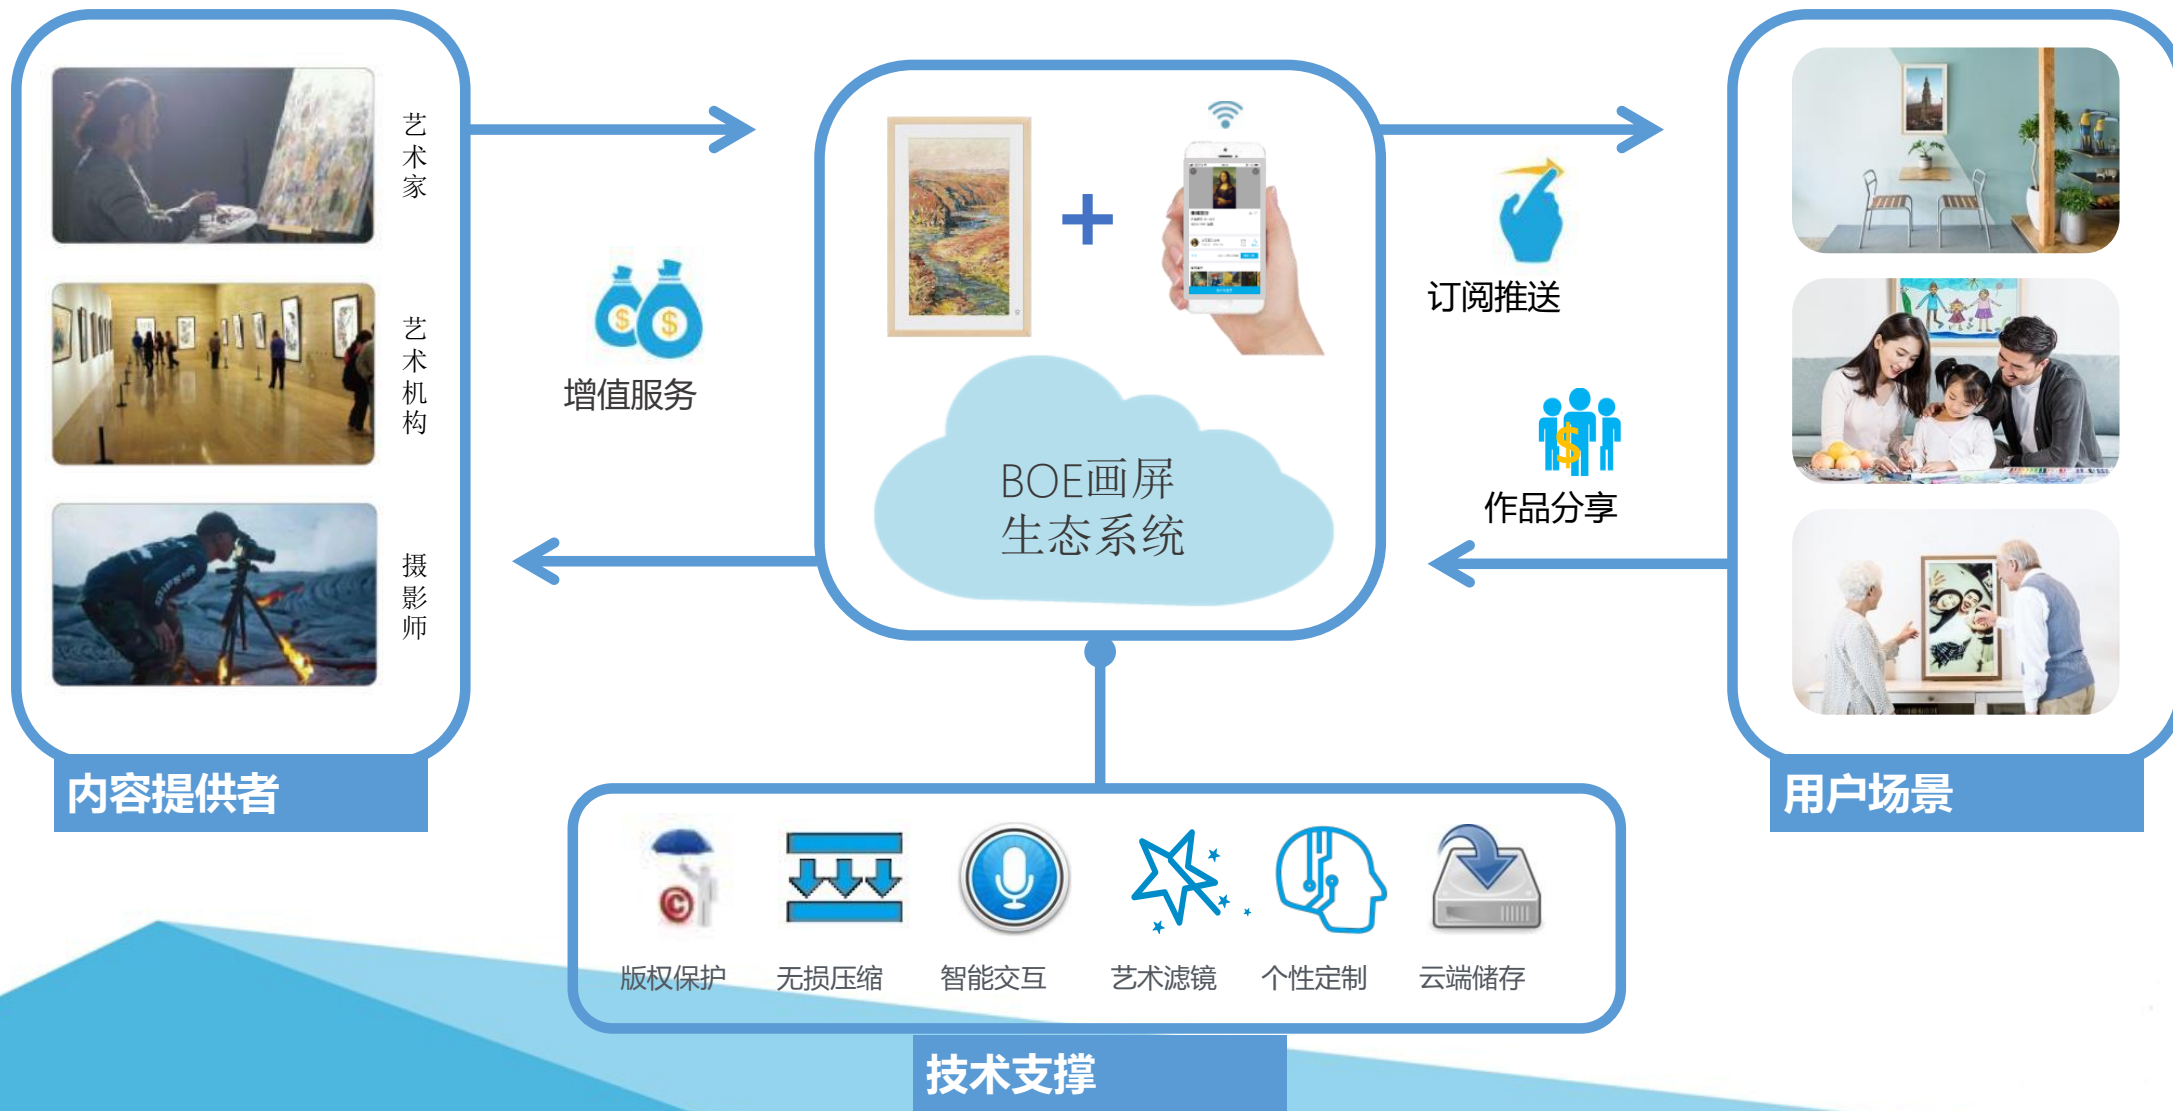 艺术家
艺术机构
摄影师
内容提供者
增值服务
BOE画屏
生态系统
订阅推送
作品分享
用户场景
版权保护
无损压缩
智能交互
艺术滤镜
个性定制
云端储存
技术支撑